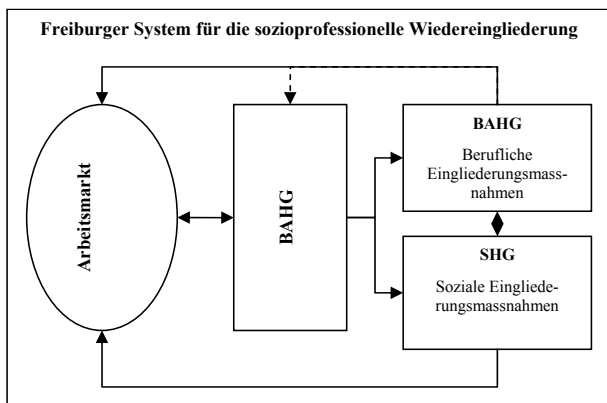 Freiburger System für die sozioprofessionelle Wiedereingliederung
Arbeitsmarkt
BAHG
BAHG
Berufliche
Eingliederungsmass-
nahmen
SHG
Soziale Eingliede-
rungsmassnahmen